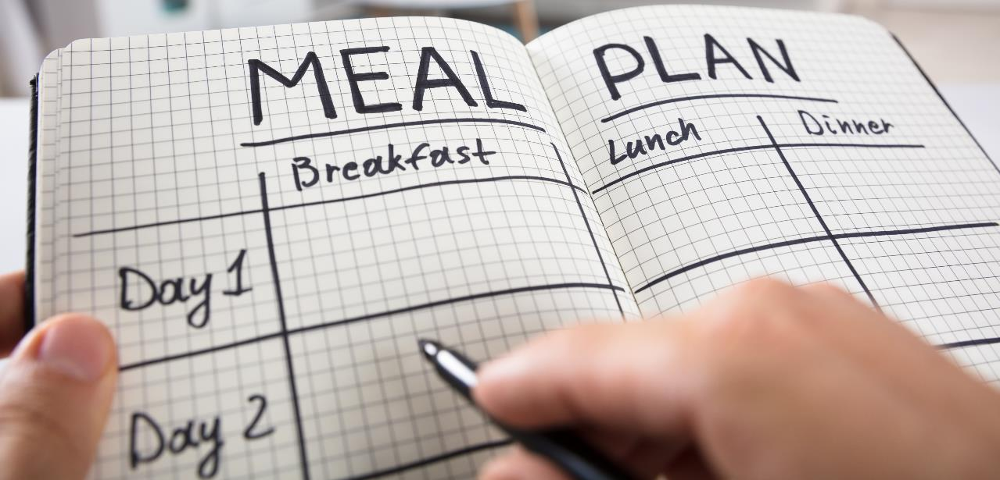 MEAL PLAN
Breakfast Lunch Dinner
Day 1
Day 2